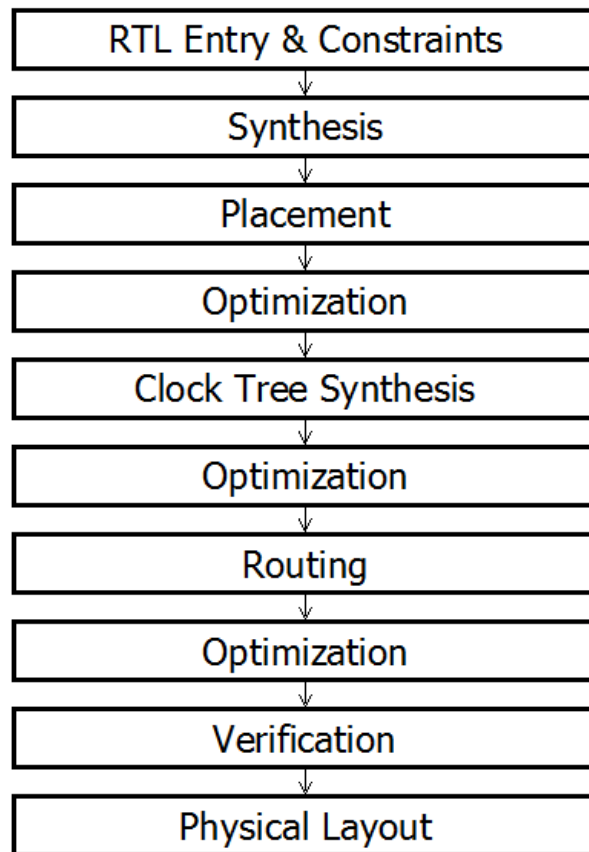 RTL Entry & Constraints
Synthesis
Placement
Optimization
Clock Tree Synthesis
Optimization
Routing
Optimization
Verification
Physical Layout